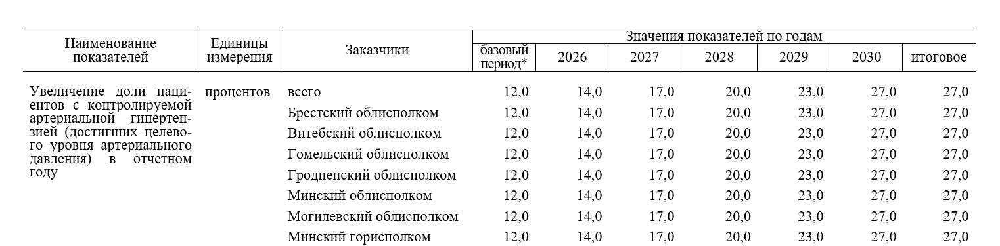 Наименование показателей Единицы измерения Заказчики Значения показателей по годам
базовый период* 2026 2027 2028 2029 2030 итоговое
Увеличение доли паци- процентов всего 12,0 14,0 17,0 20,0 23,0 27,0 27,0
ентов с контролируемой Брестский облисполком 12,0 14,0 17,0 20,0 23,0 27,0 27,0
артериальной гипертен-
зией (достигших целево- Витебский облисполком 12,0 14,0 17,0 20,0 23,0 27,0 27,0
го уровня артериального Гомельский облисполком 12,0 14,0 17,0 20,0 23,0 27,0 27,0
давления) в отчетном
году Гродненский облисполком 12,0 14,0 17,0 20,0 23,0 27,0 27,0
Минский облисполком 12,0 14,0 17,0 20,0 23,0 27,0 27,0
Могилевский облисполком 12,0 14,0 17,0 20,0 23,0 27,0 27,0
Минский горисполком 12,0 14,0 17,0 20,0 23,0 27,0 27,0